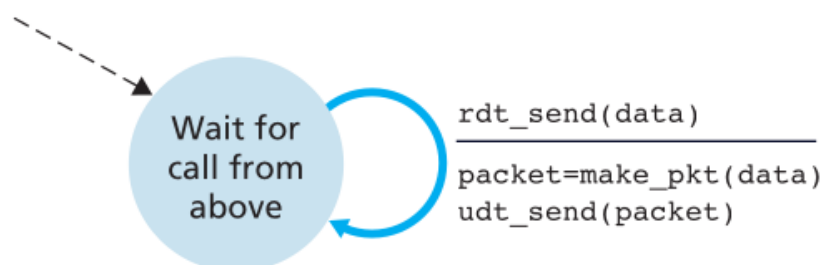 Wait for
call from
above
rdt_send(data)
packet=make_pkt(data)
udt_send(packet)